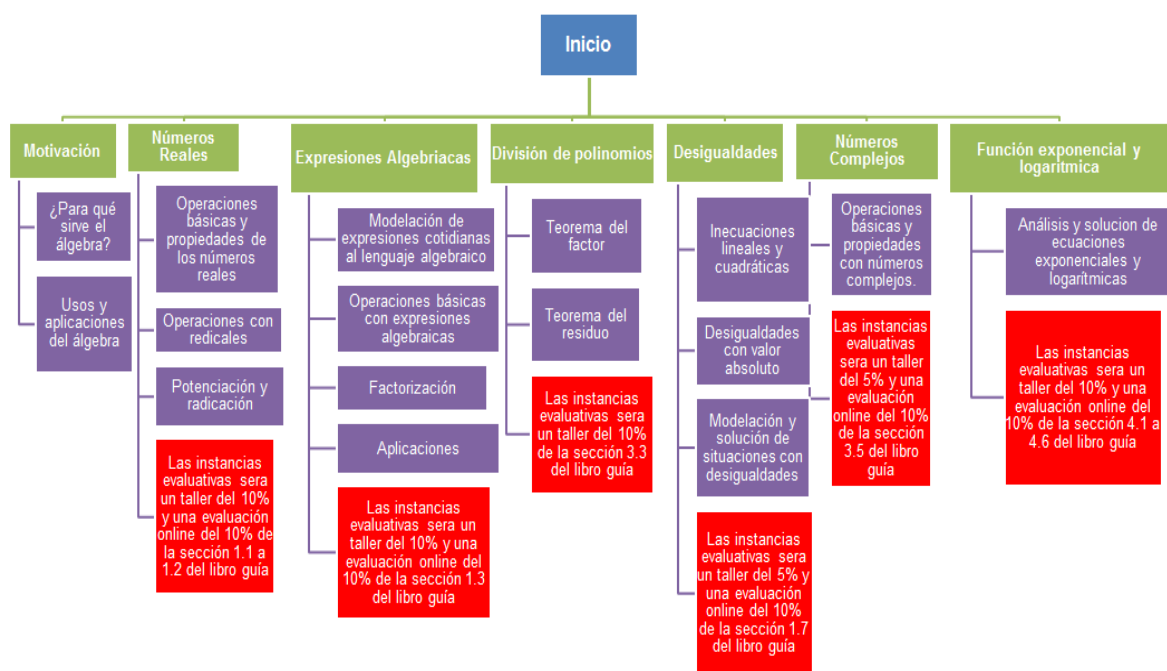 Inicio
Motivación
¿Para qué
sirve el
álgebra?
Usos y
aplicaciones
del álgebra
Números
Reales
Operaciones
básicas y
propiedades de
los números
reales
Operaciones con
redicales
Potenciación y
radicación
Las instancias
evaluativas sera
un taller del 10%
y una evaluación
online del 10% de
la sección 1.1 a
1.2 del libro guía
Expresiones Algebriacas
Modelación de
expresiones cotidianas
al lenguaje algebraico
Operaciones básicas
con expresiones
algebraicas
Factorización
Aplicaciones
Las instancias
evaluativas sera un
taller del 10% y una
evaluación online del
10% de la sección 1.3
del libro guía
División de polinomios
Teorema del
factor
Teorema del
residuo
Las instancias
evaluativas sera
un taller del 10%
de la sección 3.3
del libro guía
Desigualdades
Inecuaciones
lineales y
cuadráticas
Desigualdades
con valor
absoluto
Modelación y
solución de
situaciones con
desigualdades
Las instancias
evaluativas sera
un taller del 5% y
una evaluación
online del 10%
de la sección 1.7
del libro guía
Números
Complejos
Operaciones
básicas y
propiedades
con números
complejos.
Las instancias
evaluativas
sera un taller
del 5% y una
evaluación
online del 10%
de la sección
3.5 del libro
guía
Función exponencial y
logarítmica
Análisis y solucion de
ecuaciones
exponenciales y
logarítmicas
Las instancias
evaluativas sera un
taller del 10% y una
evaluación online del
10% de la sección 4.1 a
4.6 del libro guía